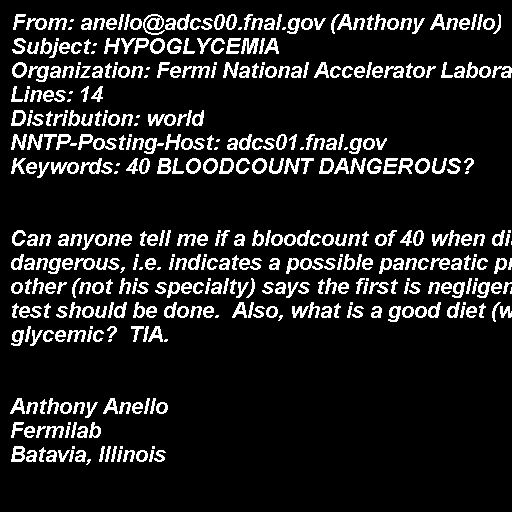 From: anello@adcs00.fnal.gov (Anthony Anello)
Subject: HYPOGLYCEMIA
Organization: Fermi National Accelerator Labora
Lines: 14
Distribution: world
NNTP-Posting-Host: adcs01.fnal.gov
Keywords: 40 BLOODCOUNT DANGEROUS?
Can anyone tell me if a bloodcount of 40 when di
dangerous, i.e. indicates a possible pancreatic p
other (not his specialty) says the first is negligen
test should be done.  Also, what is a good diet (w
glycemic?  TIA.
Anthony Anello
Fermilab
Batavia, Illinois